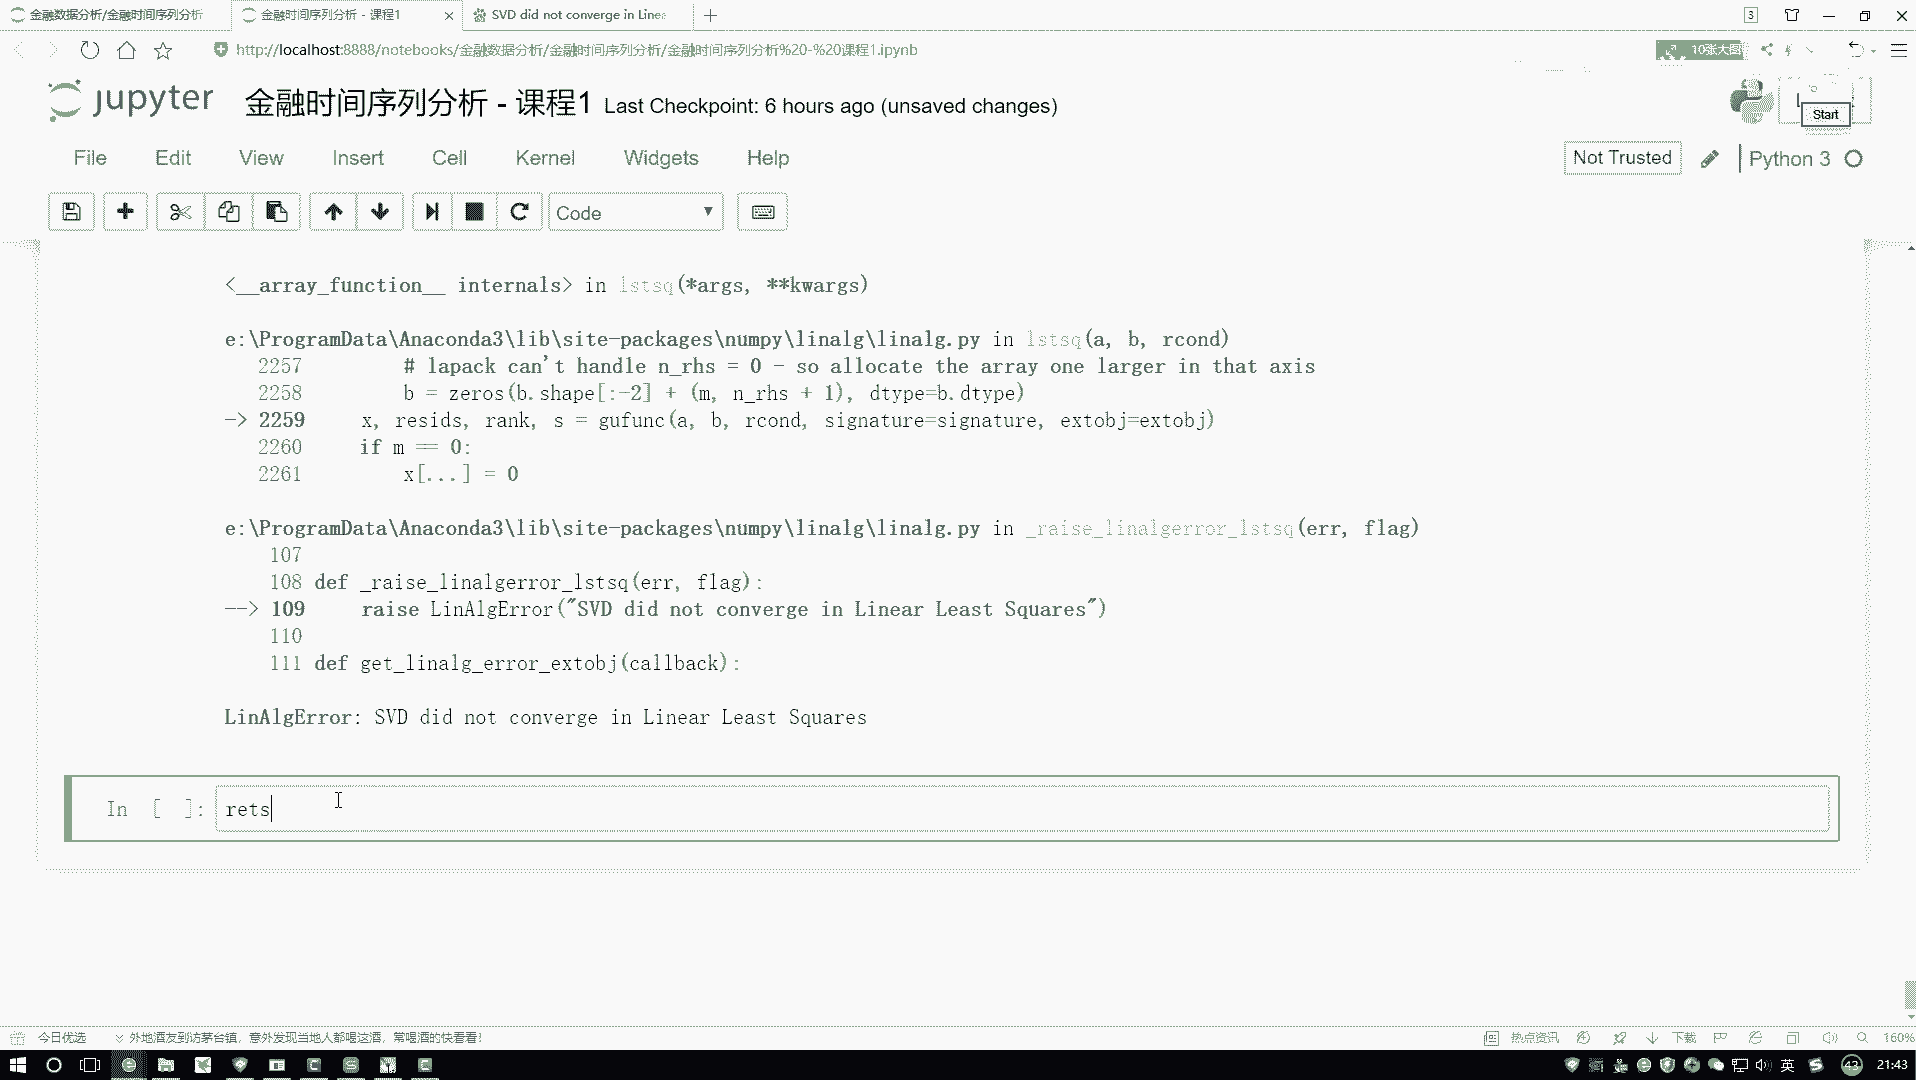 金融数据分析/金融时间序列分析
金融时间序列分析 - 课程1
SVD did not converge in Linea
3
http://localhost:8888/notebooks/金融数据分析/金融时间序列分析/金融时间序列分析%20-%20课程1.ipynb
10张大图
jupyter
金融时间序列分析 - 课程1 Last Checkpoint: 6 hours ago (unsaved changes)
Start
File Edit View Insert Cell Kernel Widgets Help
Not Trusted
Python 3
Code
<__array_function__ internals> in lstsq(*args, **kwargs)
e:\ProgramData\Anaconda3\lib\site-packages\numpy\linalg\linalg.py in lstsq(a, b, rcond)
2257 # lapack can't handle n_rhs = 0 - so allocate the array one larger in that axis
2258 b = zeros(b.shape[:-2] + (m, n_rhs + 1), dtype=b.dtype)
-> 2259 x, resids, rank, s = gufunc(a, b, rcond, signature=signature, extobj=extobj)
2260 if m == 0:
2261 x[...] = 0
e:\ProgramData\Anaconda3\lib\site-packages\numpy\linalg\linalg.py in _raise_linalgerror_lstsq(err, flag)
107
108 def _raise_linalgerror_lstsq(err, flag):
--> 109 raise LinAlgError("SVD did not converge in Linear Least Squares")
110
111 def get_linalg_error_extobj(callback):
LinAlgError: SVD did not converge in Linear Least Squares
In [ ]: rets
今日优选
外地酒友到访茅台镇，意外发现当地人都喝这酒，常喝酒的快看看!
热点资讯
下载
160%
英
43
21:43